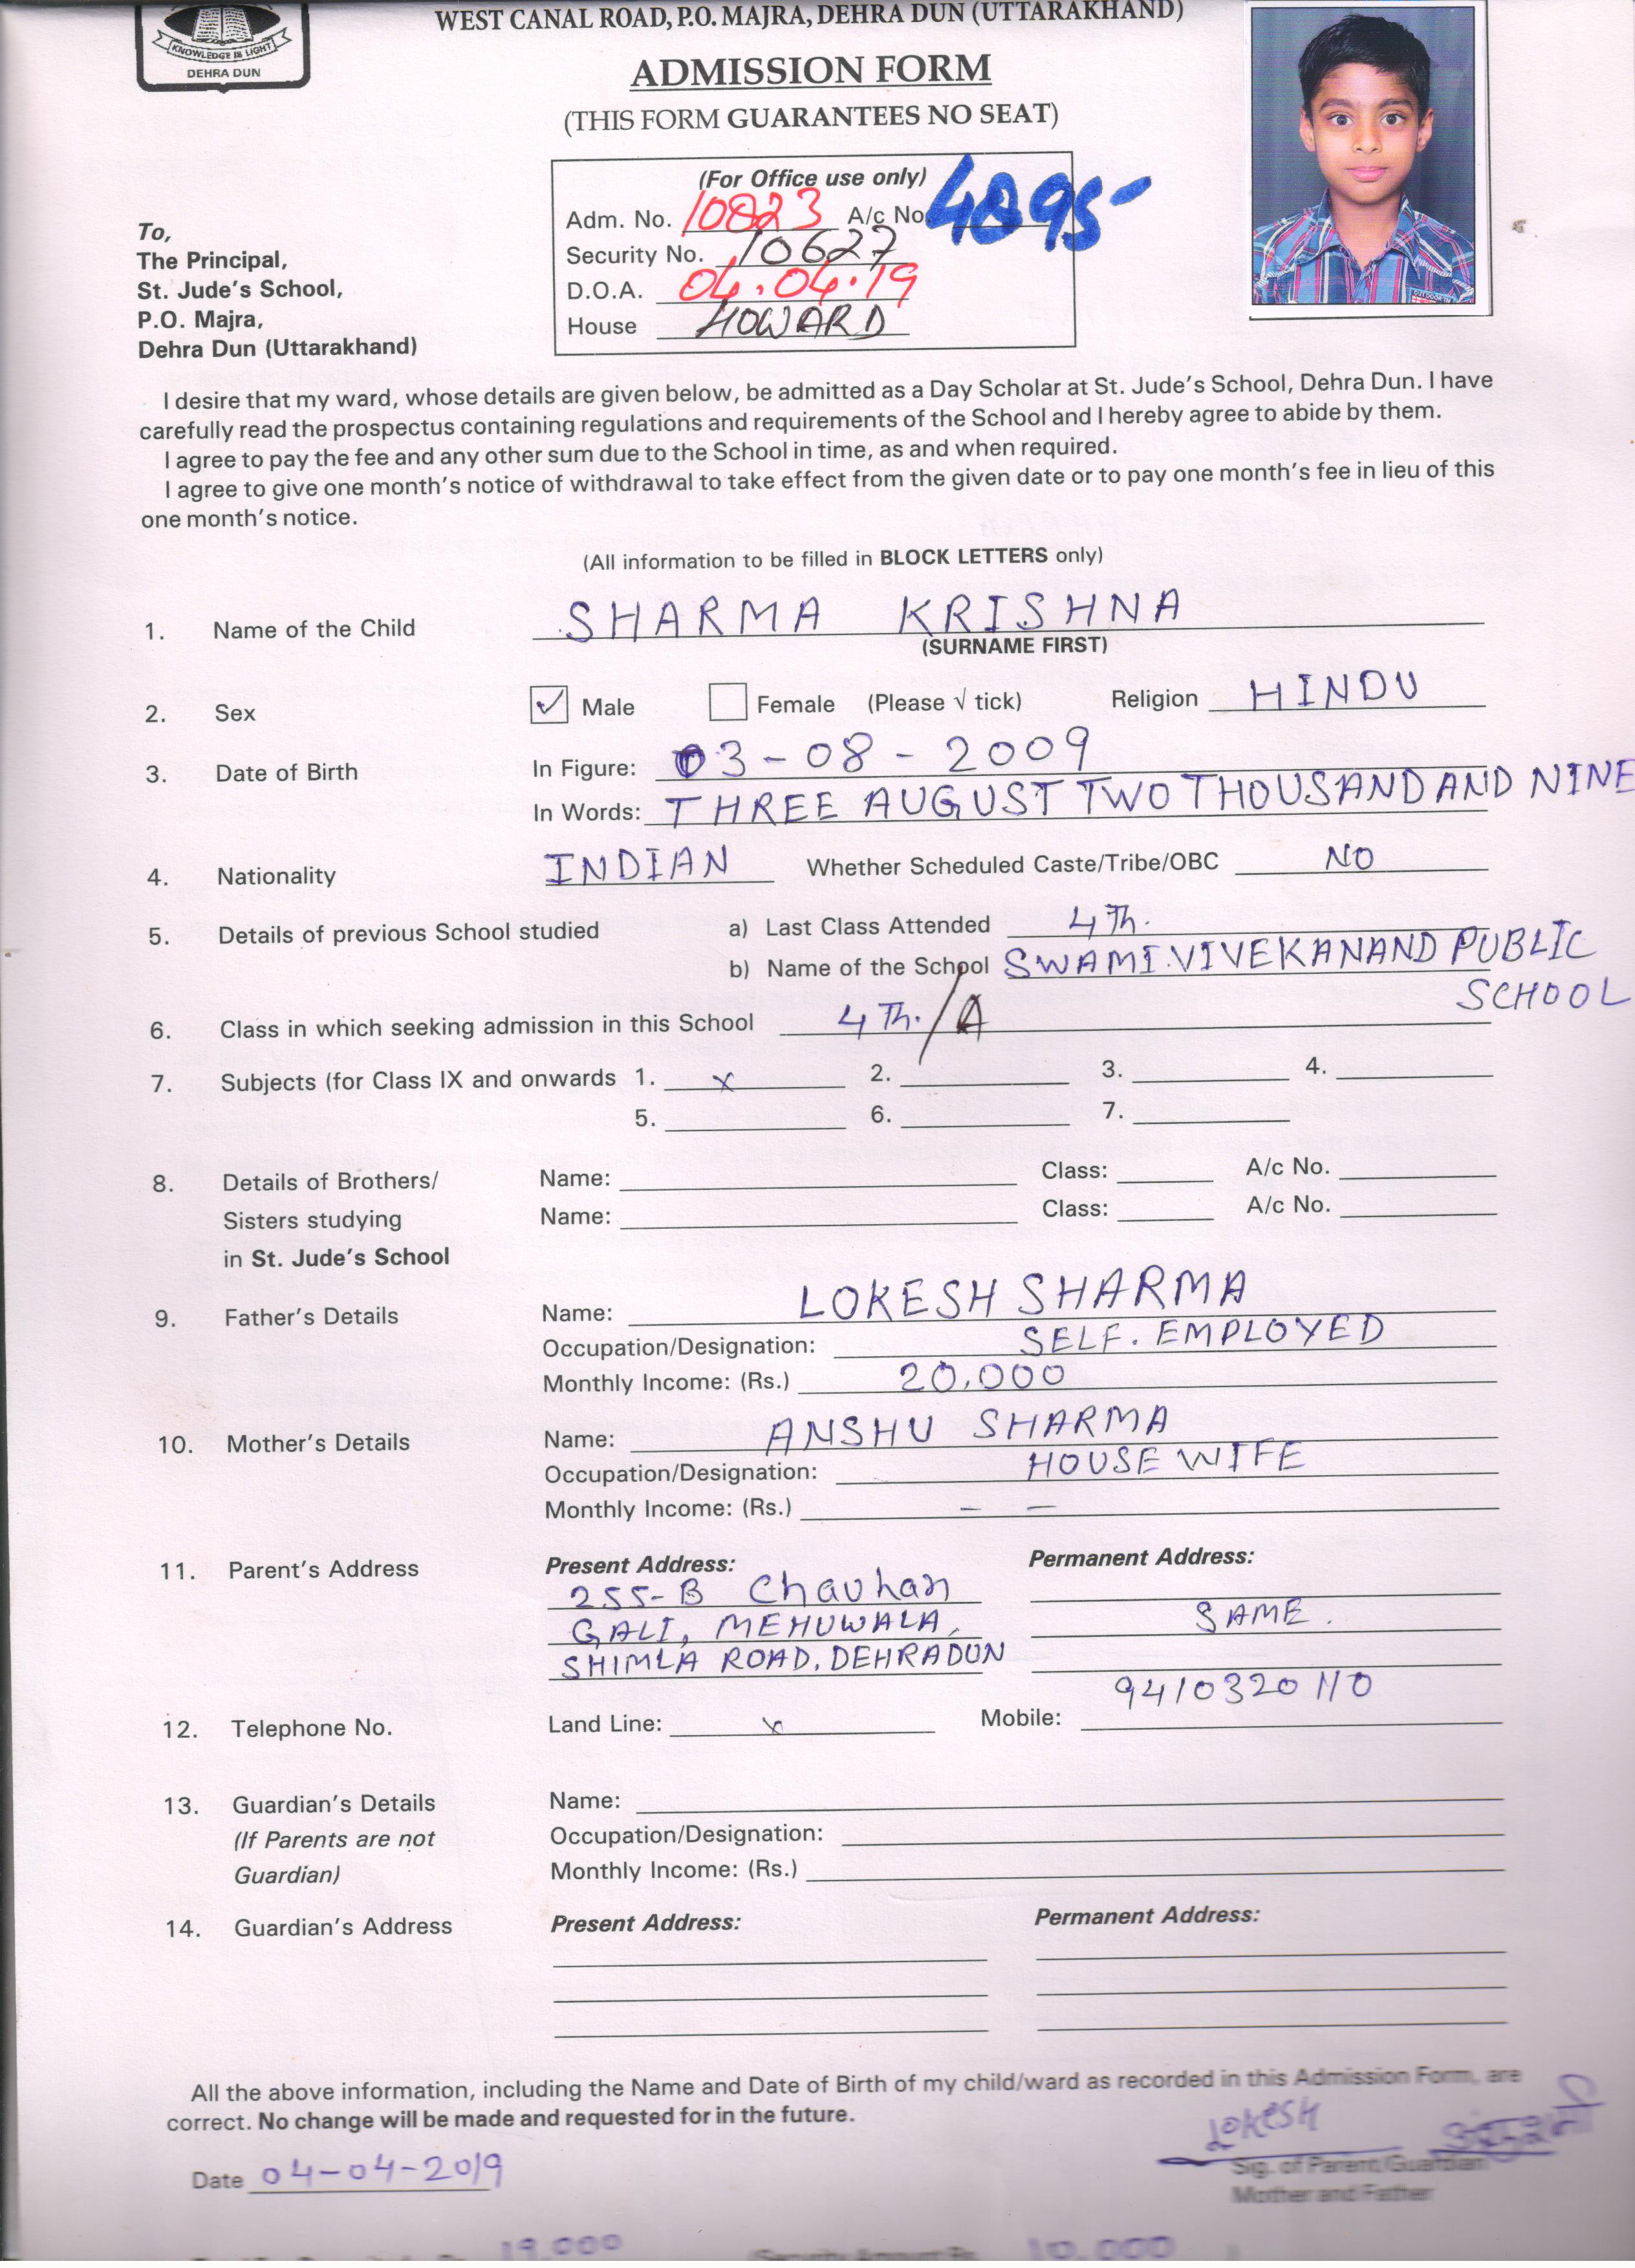 KNOWLEDGE IS LIGHT
DEHRA DUN
WEST CANAL ROAD, P.O. MAJRA, DEHRA DUN (UTTARAKHAND)
ADMISSION FORM
(THIS FORM GUARANTEES NO SEAT)
(For Office use only)
Adm. No. 10823 A/c No. 4895-
Security No. 10627
D.O.A. 04.04.19
House HOWARD
To,
The Principal,
St. Jude's School,
P.O. Majra,
Dehra Dun (Uttarakhand)
I desire that my ward, whose details are given below, be admitted as a Day Scholar at St. Jude's School, Dehra Dun. I have
carefully read the prospectus containing regulations and requirements of the School and I hereby agree to abide by them.
I agree to pay the fee and any other sum due to the School in time, as and when required.
I agree to give one month's notice of withdrawal to take effect from the given date or to pay one month's fee in lieu of this
one month's notice.
(All information to be filled in BLOCK LETTERS only)
1. Name of the Child SHARMA KRISHNA
(SURNAME FIRST)
2. Sex ✓ Male Female (Please √ tick) Religion HINDU
3. Date of Birth In Figure: 03-08-2009
In Words: THREE AUGUST TWO THOUSAND AND NINE
4. Nationality INDIAN Whether Scheduled Caste/Tribe/OBC NO
5. Details of previous School studied a) Last Class Attended 4Th.
b) Name of the School SWAMI.VIVEKANAND PUBLIC
SCHOOL
6. Class in which seeking admission in this School 4Th./A
7. Subjects (for Class IX and onwards 1. x 2. 3. 4.
5. 6. 7.
8. Details of Brothers/ Name: Class: A/c No.
Sisters studying Name: Class: A/c No.
in St. Jude's School
9. Father's Details Name: LOKESH SHARMA
Occupation/Designation: SELF. EMPLOYED
Monthly Income: (Rs.) 20,000
10. Mother's Details Name: ANSHU SHARMA
Occupation/Designation: HOUSE WIFE
Monthly Income: (Rs.) – –
11. Parent's Address Present Address: Permanent Address:
255-B Chauhan
GALI, MEHUWALA, SAME.
SHIMLA ROAD, DEHRADUN
9410320110
12. Telephone No. Land Line: x Mobile:
13. Guardian's Details Name:
(If Parents are not Occupation/Designation:
Guardian) Monthly Income: (Rs.)
14. Guardian's Address Present Address: Permanent Address:
All the above information, including the Name and Date of Birth of my child/ward as recorded in this Admission Form, are
correct. No change will be made and requested for in the future.
Lokesh
Date 04-04-2019 Sig. of Parent/Guardian
Mother and Father
19,000 Security Amount Rs. 10,000